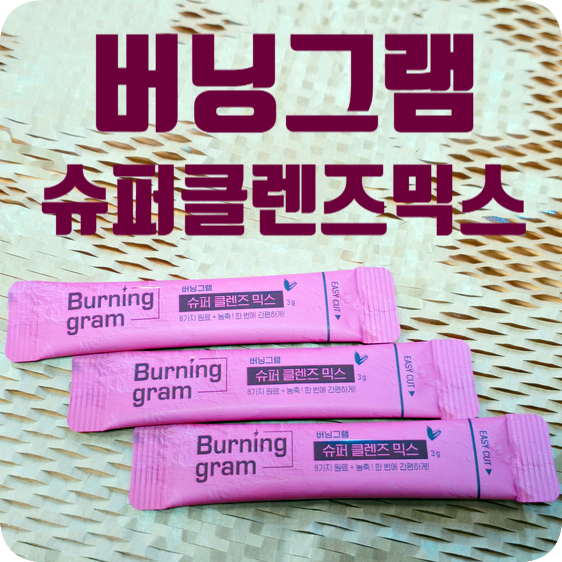 버닝그램
슈퍼클렌즈믹스
Burning
gram
버닝그램
슈퍼 클렌즈 믹스
3g
8가지 원료 + 농축! 한 번에 간편하게!
EASY CUT
Burning
gram
버닝그램
슈퍼 클렌즈 믹스
3g
8가지 원료 + 농축! 한 번에 간편하게!
EASY CUT
Burning
gram
버닝그램
슈퍼 클렌즈 믹스
3g
8가지 원료 + 농축! 한 번에 간편하게!
EASY CUT